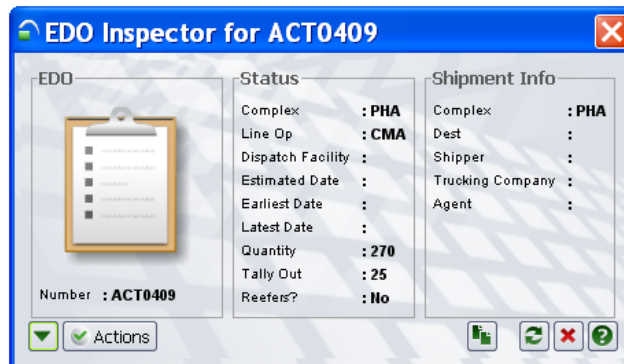 EDO Inspector for ACT0409
EDO
Number : ACT0409
Status
Complex : PHA
Line Op : CMA
Dispatch Facility :
Estimated Date :
Earliest Date :
Latest Date :
Quantity : 270
Tally Out : 25
Reefers? : No
Shipment Info
Complex : PHA
Dest :
Shipper :
Trucking Company :
Agent :
Actions